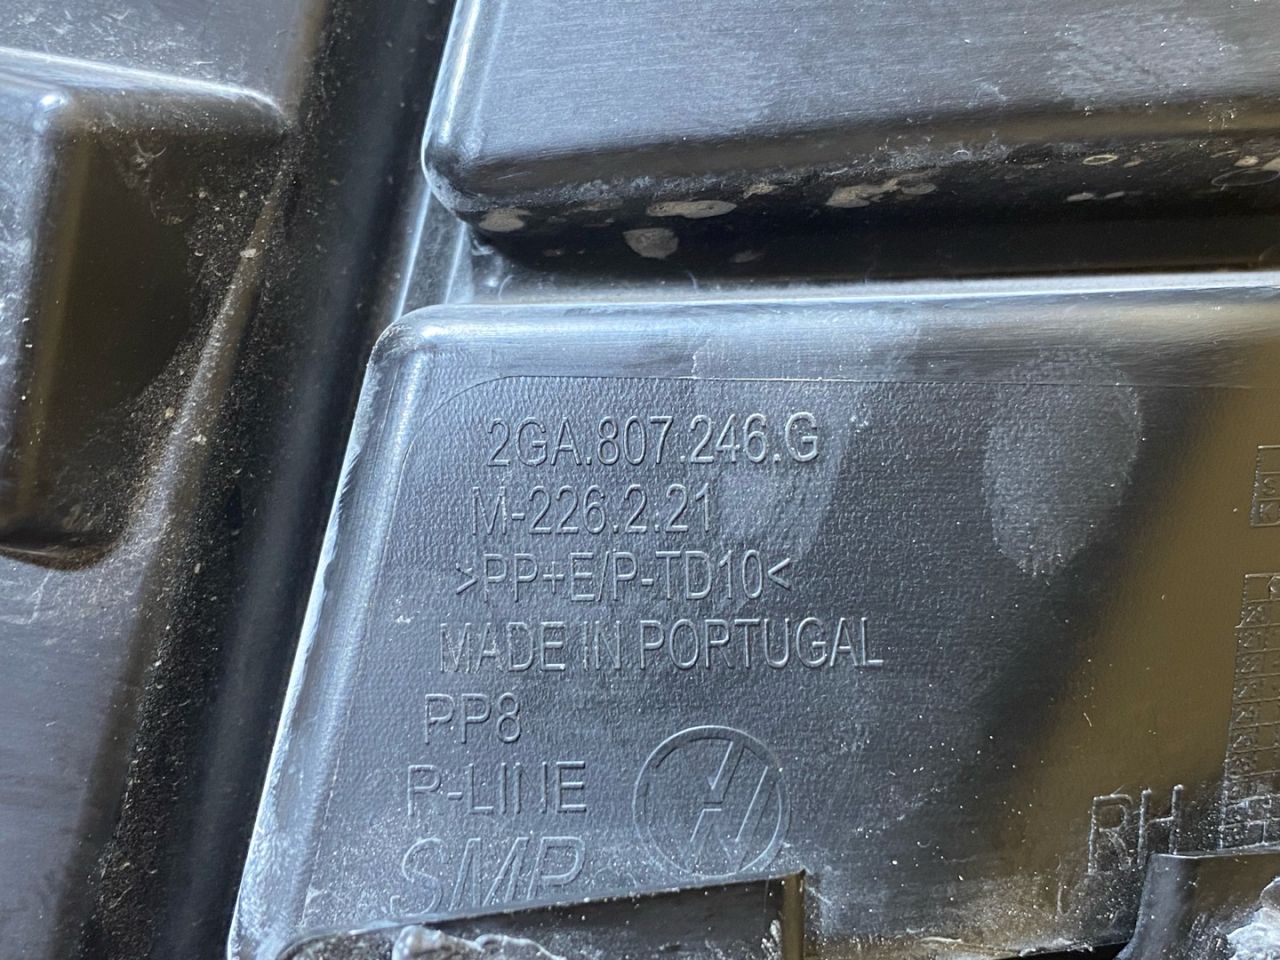 2GA.807.246.G
M-226.2.21
>PP+E/P-TD10<
MADE IN PORTUGAL
PP8
R-LINE
SMP
RH